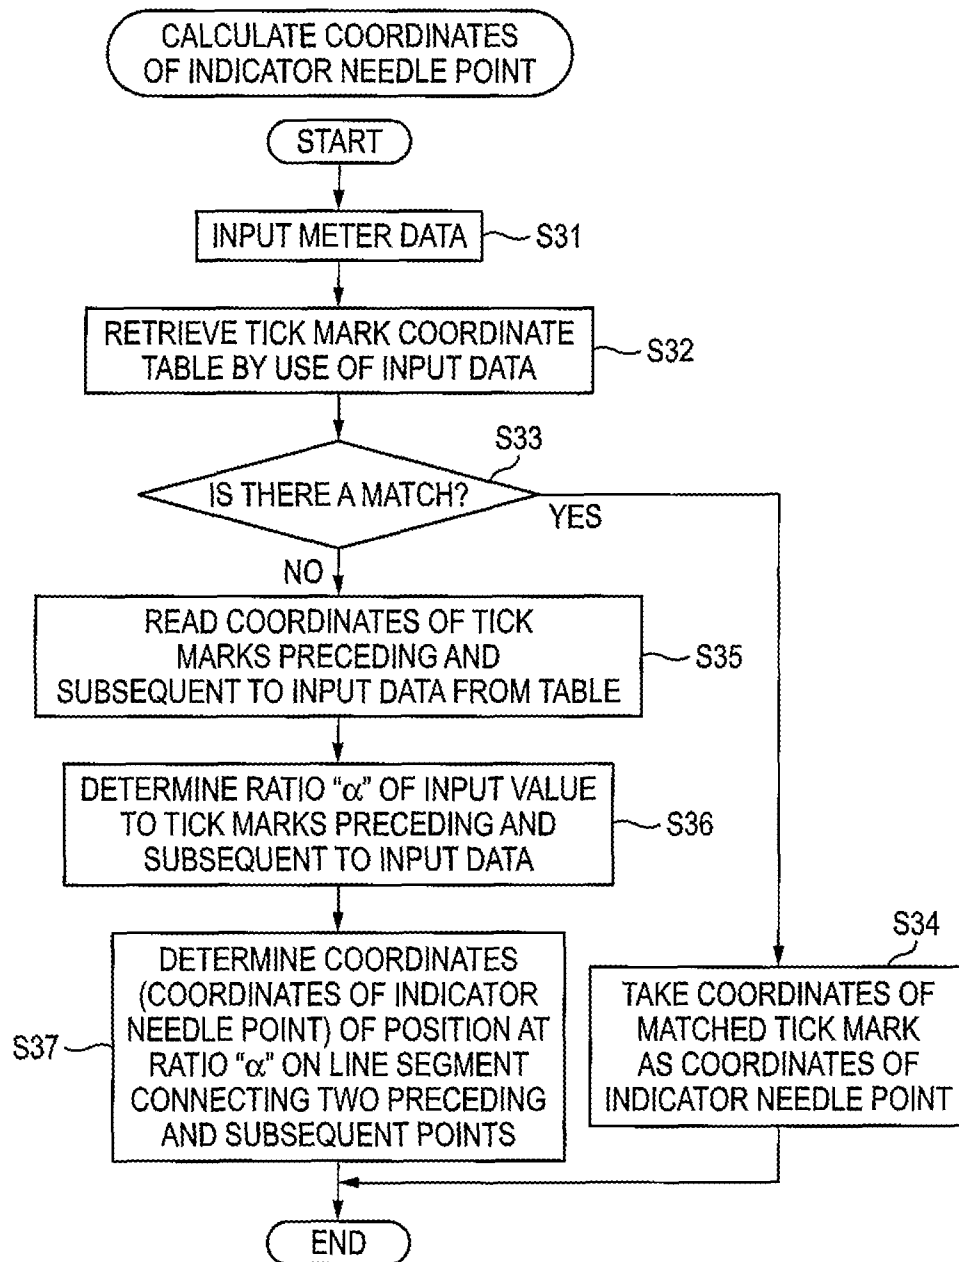 CALCULATE COORDINATES
OF INDICATOR NEEDLE POINT
START
INPUT METER DATA
S31
RETRIEVE TICK MARK COORDINATE
TABLE BY USE OF INPUT DATA
S32
S33
IS THERE A MATCH?
YES
NO
READ COORDINATES OF TICK
MARKS PRECEDING AND
SUBSEQUENT TO INPUT DATA FROM TABLE
S35
DETERMINE RATIO "α" OF INPUT VALUE
TO TICK MARKS PRECEDING AND
SUBSEQUENT TO INPUT DATA
S36
DETERMINE COORDINATES
(COORDINATES OF INDICATOR
NEEDLE POINT) OF POSITION AT
RATIO "α" ON LINE SEGMENT
CONNECTING TWO PRECEDING
AND SUBSEQUENT POINTS
S37
S34
TAKE COORDINATES OF
MATCHED TICK MARK
AS COORDINATES OF
INDICATOR NEEDLE POINT
END